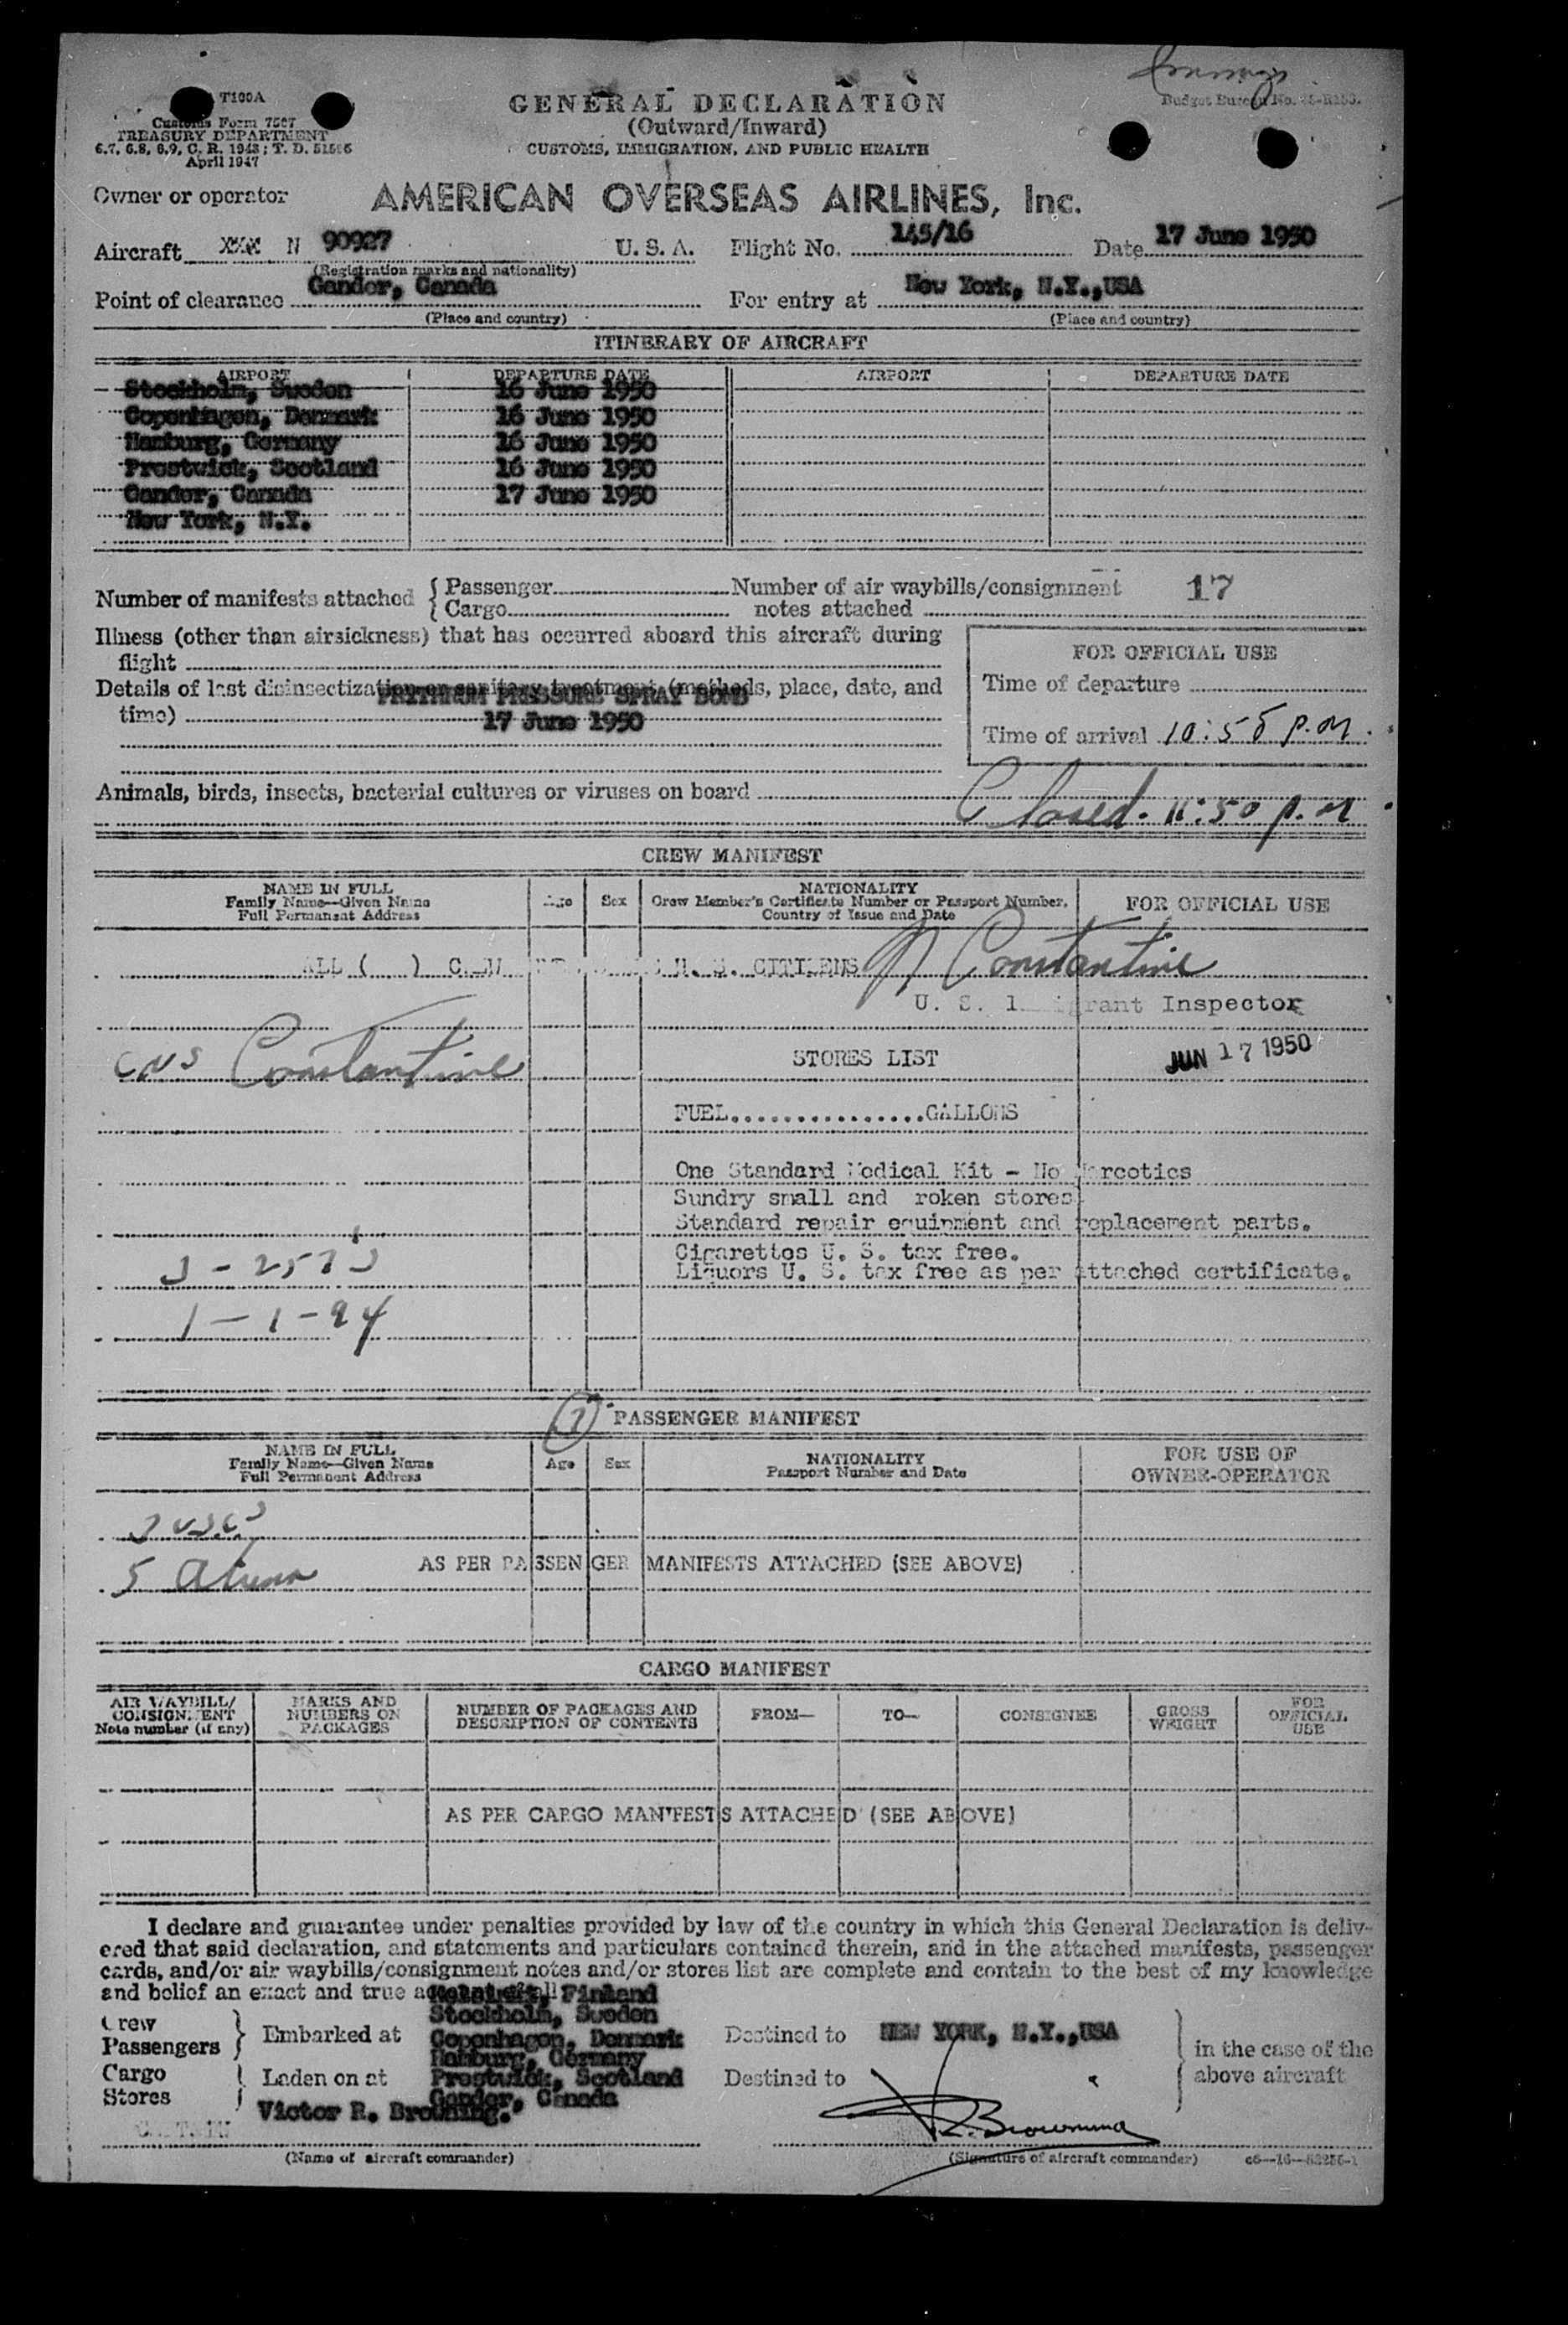 T100A
Customs Form 7507
TREASURY DEPARTMENT
6.7, 6.8, 6.9, C. R. 1943; T. D.
April 1947
GENERAL DECLARATION
(Outward/Inward)
CUSTOMS, IMMIGRATION, AND PUBLIC HEALTH
Budget Bureau No.
Owner or operator AMERICAN OVERSEAS AIRLINES, Inc.
Aircraft XXX N 90927 U. S. A. Flight No. 145/16 Date 17 June 1950
(Registration marks and nationality)
Point of clearance Gander, Canada For entry at New York, N.Y.,USA
(Place and country) (Place and country)
ITINERARY OF AIRCRAFT
AIRPORT DEPARTURE DATE AIRPORT DEPARTURE DATE
Stockholm, Sweden 16 June 1950
Copenhagen, Denmark 16 June 1950
Hamburg, Germany 16 June 1950
Prestwick, Scotland 16 June 1950
Gander, Canada 17 June 1950
New York, N.Y.
Number of manifests attached { Passenger Number of air waybills/consignment 17
{ Cargo notes attached
Illness (other than airsickness) that has occurred aboard this aircraft during
flight
FOR OFFICIAL USE
Details of last disinsectization or sanitary treatment (methods, place, date, and
PRESSURE SPRAY BOMB
time) 17 June 1950
Time of departure
Time of arrival 10:55 p.m.
Animals, birds, insects, bacterial cultures or viruses on board
Closed. 11:50 p.m.
CREW MANIFEST
NAME IN FULL
Family Name—Given Name
Full Permanent Address
Age Sex
NATIONALITY
Crew Member's Certificate Number or Passport Number,
Country of Issue and Date
FOR OFFICIAL USE
ALL ( ) U. S. CITIZENS N Constantine
U. S. Immigrant Inspector
Constantine
STORES LIST JUN 17 1950
FUEL...............GALLONS
One Standard Medical Kit - No Narcotics
Sundry small and roken stores
Standard repair equipment and replacement parts.
Cigarettes U. S. tax free.
Liquors U. S. tax free as per attached certificate.
1-1-94
PASSENGER MANIFEST
NAME IN FULL
Family Name—Given Name
Full Permanent Address
Age Sex
NATIONALITY
Passport Number and Date
FOR USE OF
OWNER-OPERATOR
5 Aliens AS PER PASSENGER MANIFESTS ATTACHED (SEE ABOVE)
CARGO MANIFEST
AIR WAYBILL/
CONSIGNMENT
Note number (if any)
MARKS AND
NUMBERS ON
PACKAGES
NUMBER OF PACKAGES AND
DESCRIPTION OF CONTENTS
FROM— TO— CONSIGNEE
GROSS
WEIGHT
FOR
OFFICIAL
USE
AS PER CARGO MANIFESTS ATTACHED (SEE ABOVE)
I declare and guarantee under penalties provided by law of the country in which this General Declaration is deliv-
ered that said declaration, and statements and particulars contained therein, and in the attached manifests, passenger
cards, and/or air waybills/consignment notes and/or stores list are complete and contain to the best of my knowledge
and belief an exact and true
Helsinki, Finland
Stockholm, Sweden
Crew
Passengers } Embarked at Copenhagen, Denmark Destined to NEW YORK, N.Y.,USA
Hamburg, Germany
in the case of the
Cargo
Stores } Laden on at Prestwick, Scotland Destined to above aircraft
Gander, Canada
Victor R. Browning.
CAPTAIN
V.R. Browning
(Name of aircraft commander) (Signature of aircraft commander)